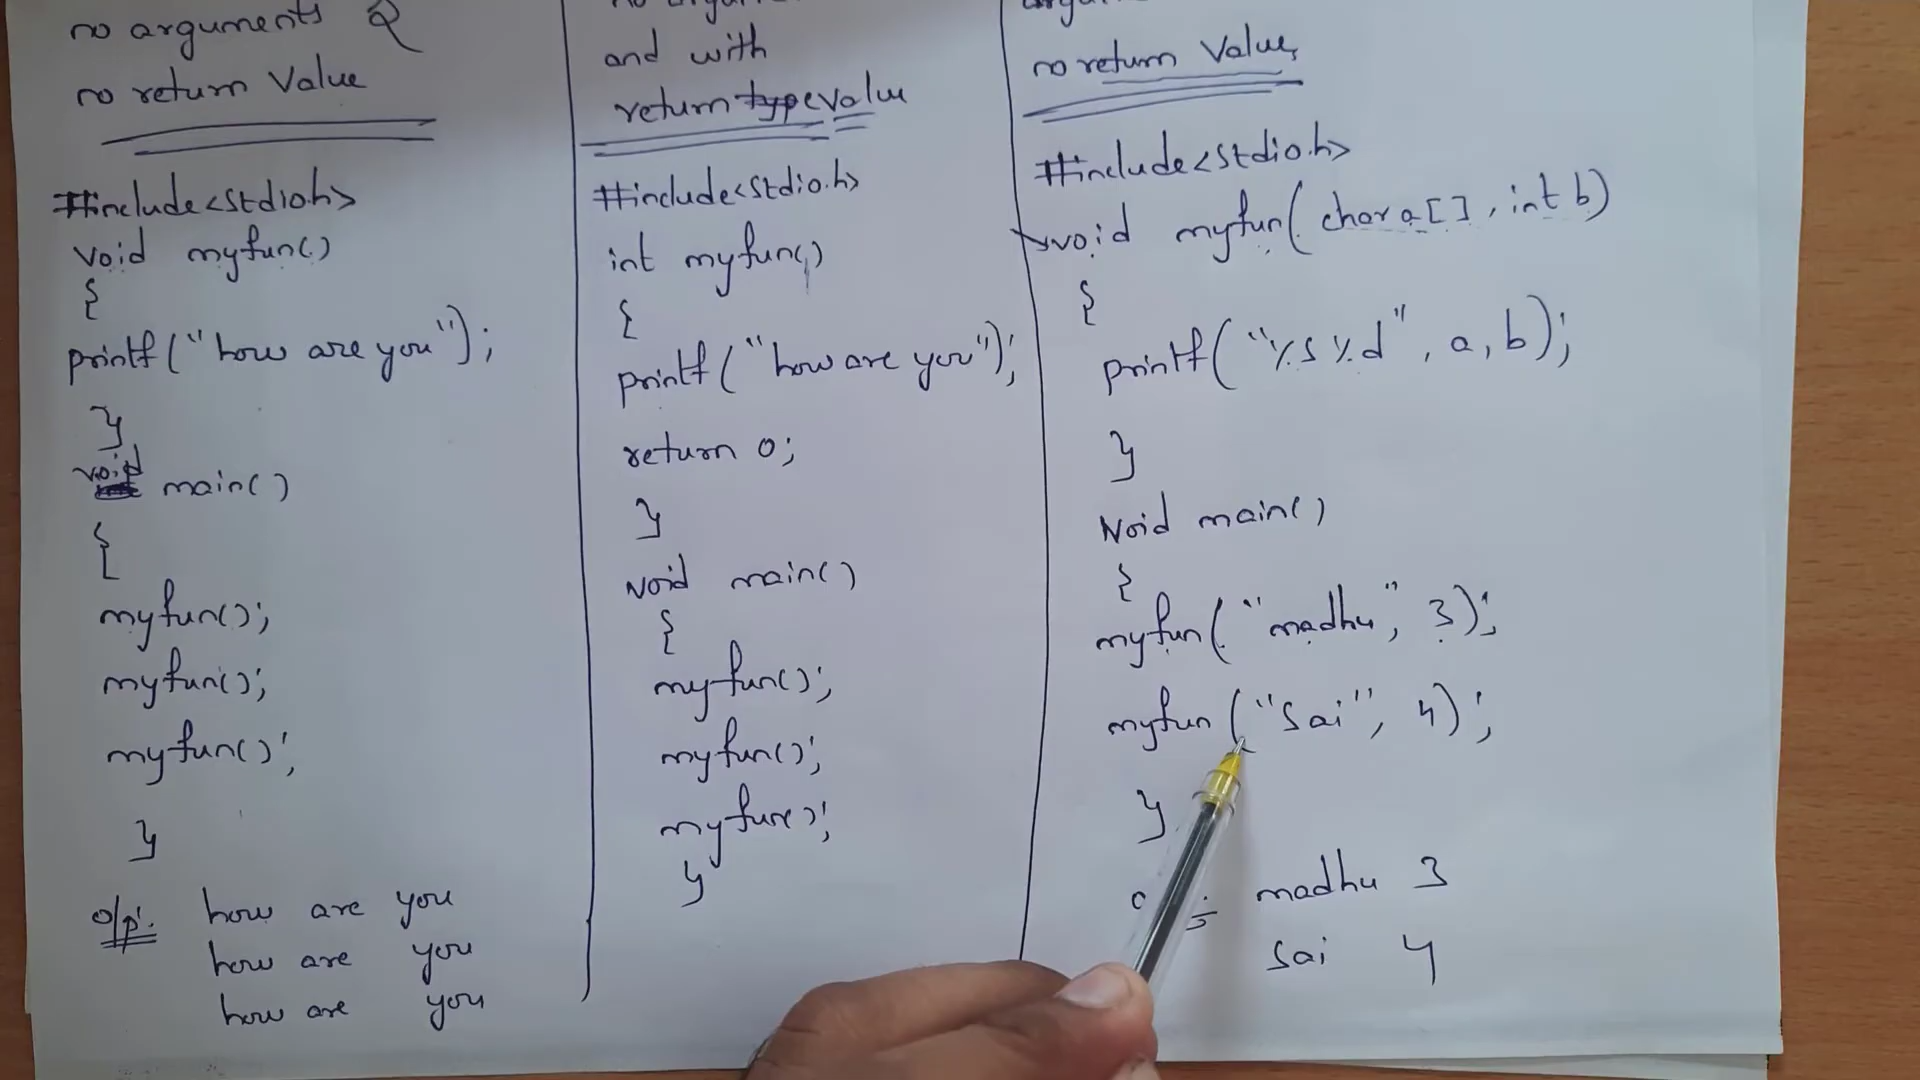 no arguments &
no return Value
#include<stdio.h>
void myfun()
{
printf("how are you");
}
void main()
{
myfun();
myfun();
myfun();
}
o/p: how are you
how are you
how are you
and with
return type value
#include<stdio.h>
int myfun()
{
printf("how are you");
return 0;
}
void main()
{
myfun();
myfun();
myfun();
}
no return Value,
#include<stdio.h>
void myfun( char a[], int b)
{
printf("%s %d", a, b);
}
Void main()
{
myfun( "madhu", 3);
myfun ("Sai", 4);
}
madhu 3
Sai 4